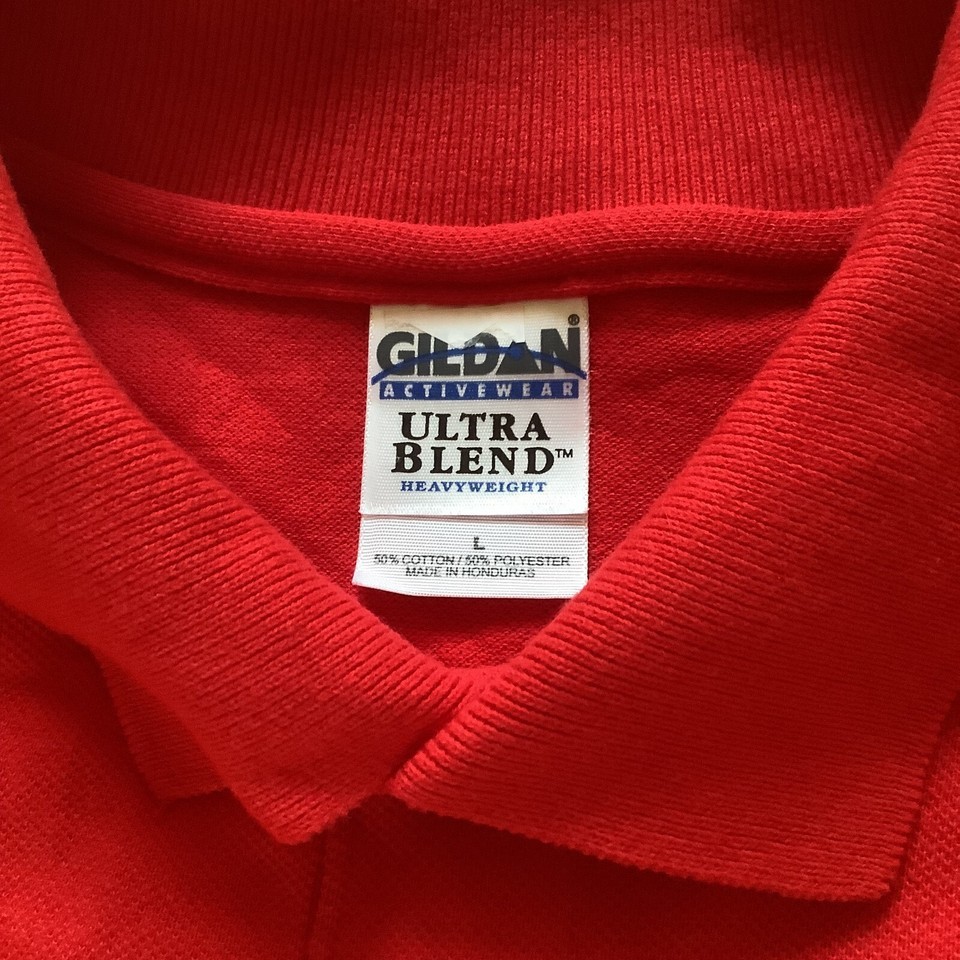 GILDAN®
ACTIVEWEAR
ULTRA
BLEND™
HEAVYWEIGHT
L
50% COTTON / 50% POLYESTER
MADE IN HONDURAS